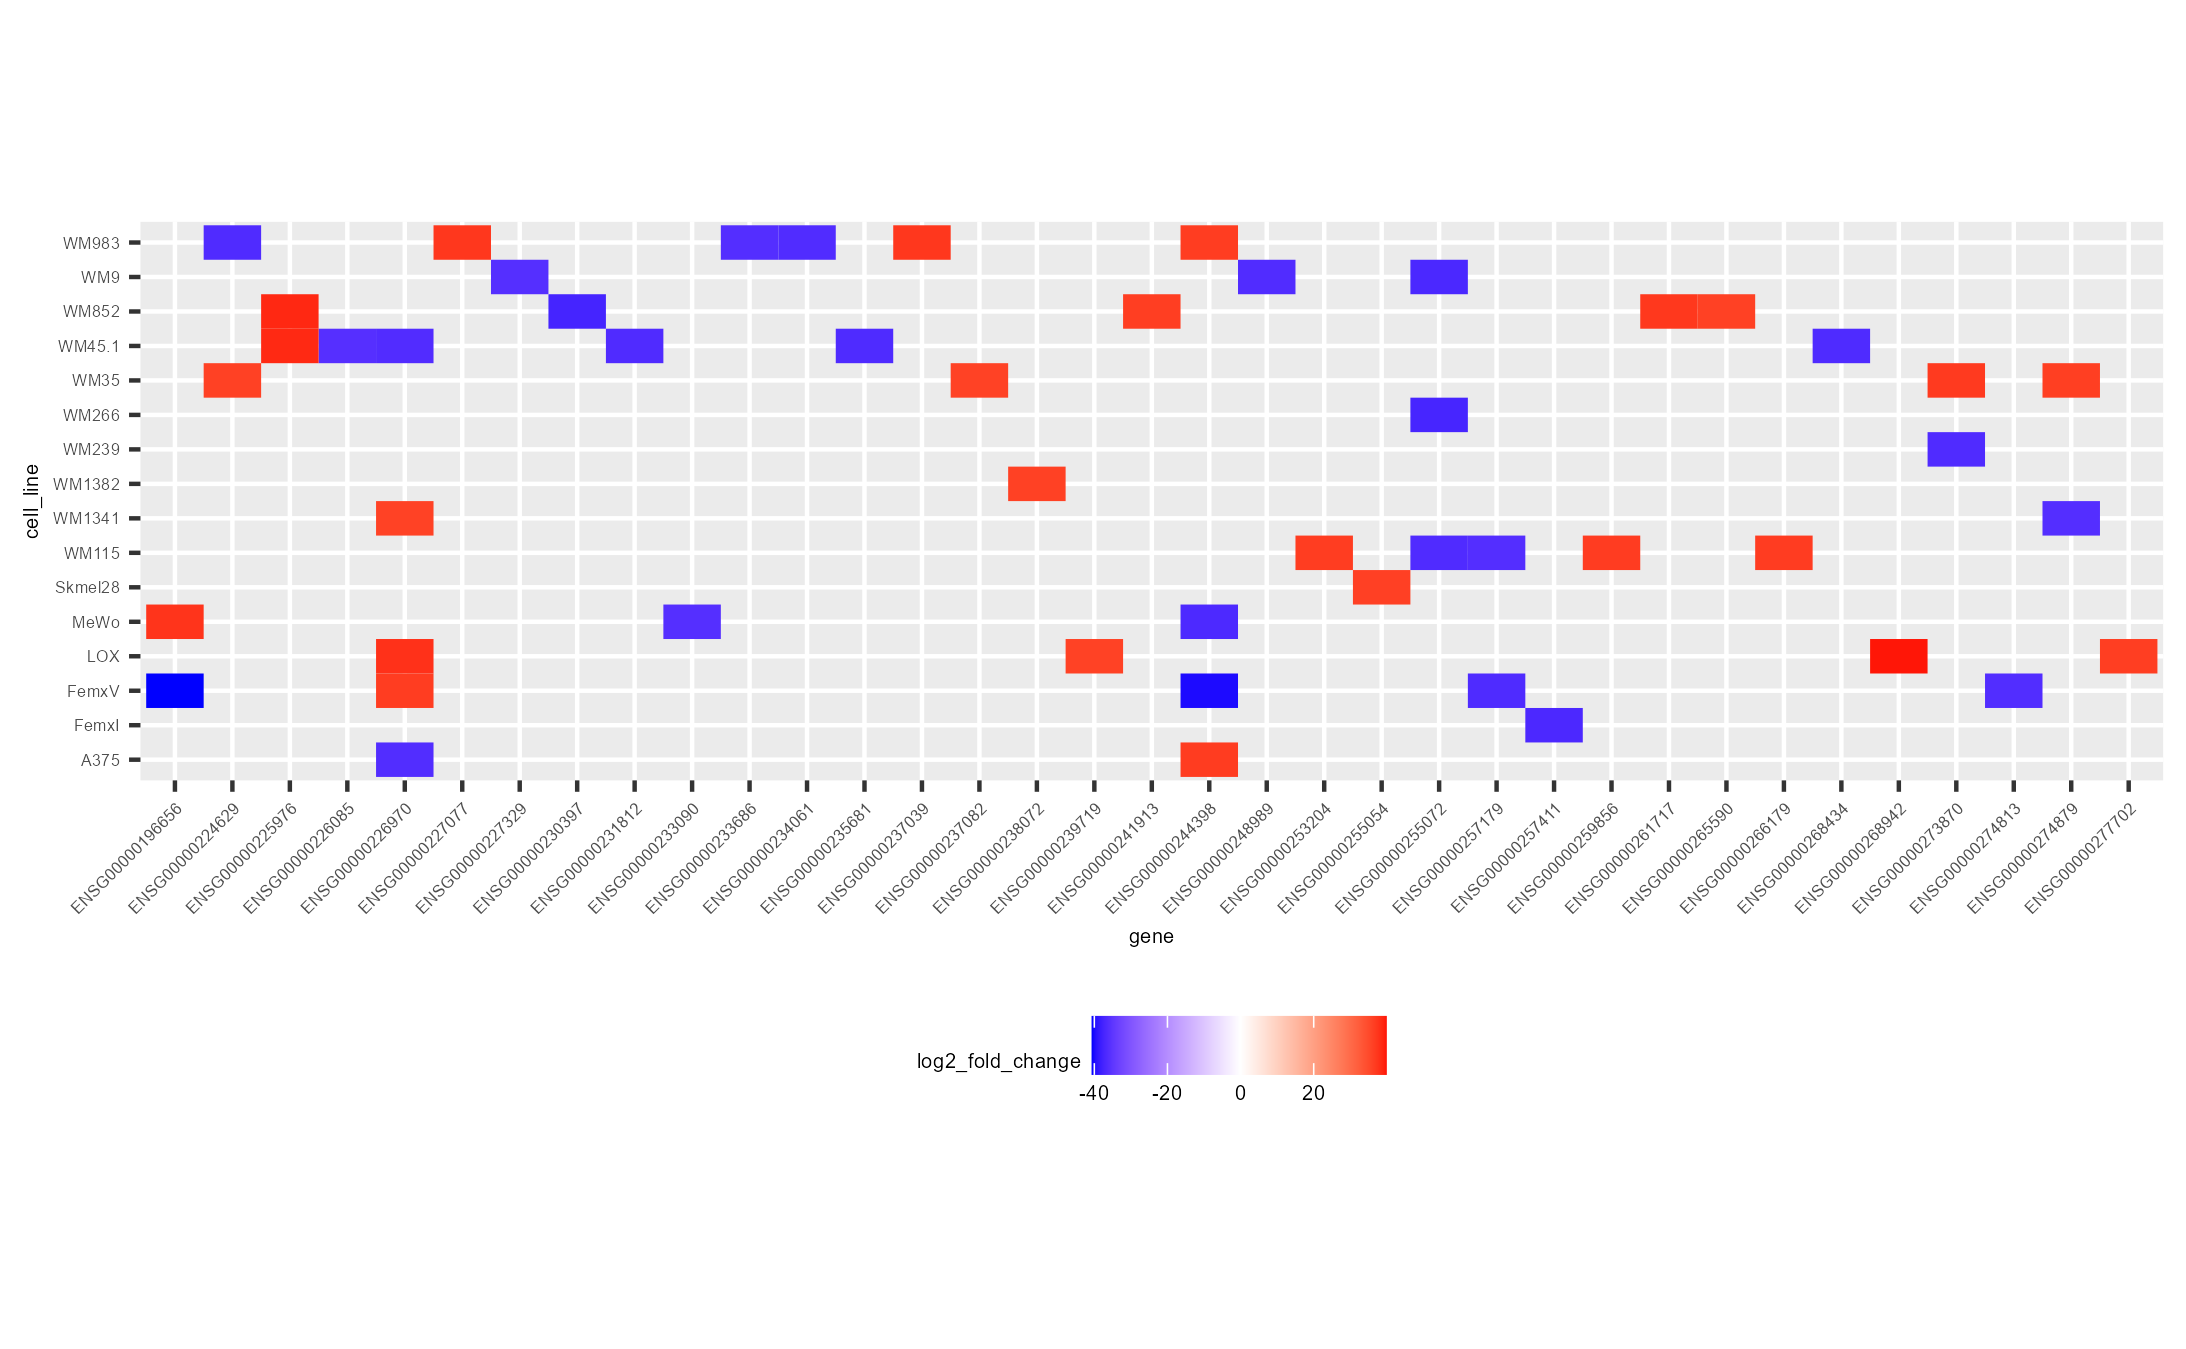 WM983
WM9
WM852
WM45.1
WM35
WM266
WM239
WM1382
WM1341
WM115
Skmel28
MeWo
LOX
FemxV
FemxI
A375
cell_line
ENSG00000196656
ENSG00000224629
ENSG00000225976
ENSG00000226085
ENSG00000226970
ENSG00000227077
ENSG00000227329
ENSG00000230397
ENSG00000231812
ENSG00000233090
ENSG00000233686
ENSG00000234061
ENSG00000235681
ENSG00000237039
ENSG00000237082
ENSG00000238072
ENSG00000239719
ENSG00000241913
ENSG00000244398
ENSG00000248989
ENSG00000253204
ENSG00000255054
ENSG00000255072
ENSG00000257179
ENSG00000257411
ENSG00000259856
ENSG00000261717
ENSG00000265590
ENSG00000266179
ENSG00000268434
ENSG00000268942
ENSG00000273870
ENSG00000274813
ENSG00000274879
ENSG00000277702
gene
log2_fold_change
-40 -20 0 20